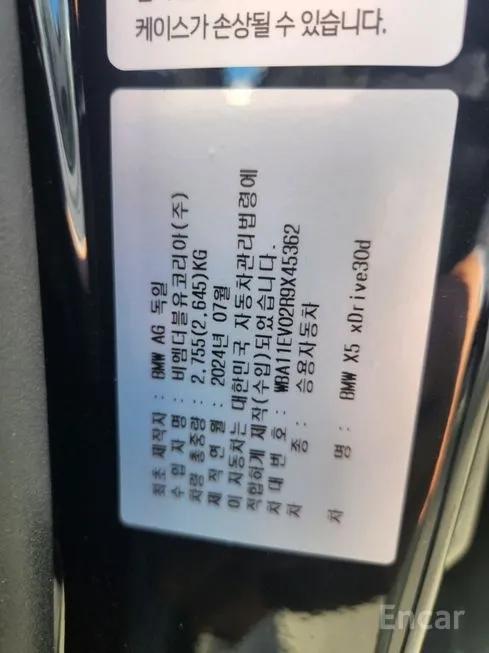 케이스가 손상될 수 있습니다.
최초 제작자 : BMW AG 독일
수 입 자 명 : 비엠더블유코리아(주)
차량 총중량 : 2,755(2,645)KG
제 작 연 월 : 2024년 07월
이 자동차는 대한민국 자동차관리법령에
적합하게 제작(수입)되었습니다.
차 대 번 호 : WBA11EV02R9X45362
차 종 : 승용자동차
차 명 : BMW X5 xDrive30d
Encar